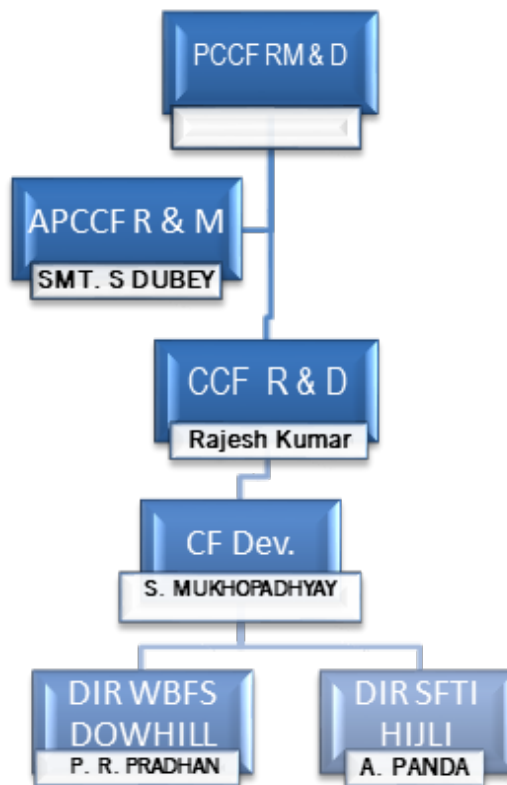 PCCF RM & D
APCCF R & M
SMT. S DUBEY
CCF R & D
Rajesh Kumar
CF Dev.
S. MUKHOPADHYAY
DIR WBFS
DOWHILL
P. R. PRADHAN
DIR SFTI
HIJLI
A. PANDA